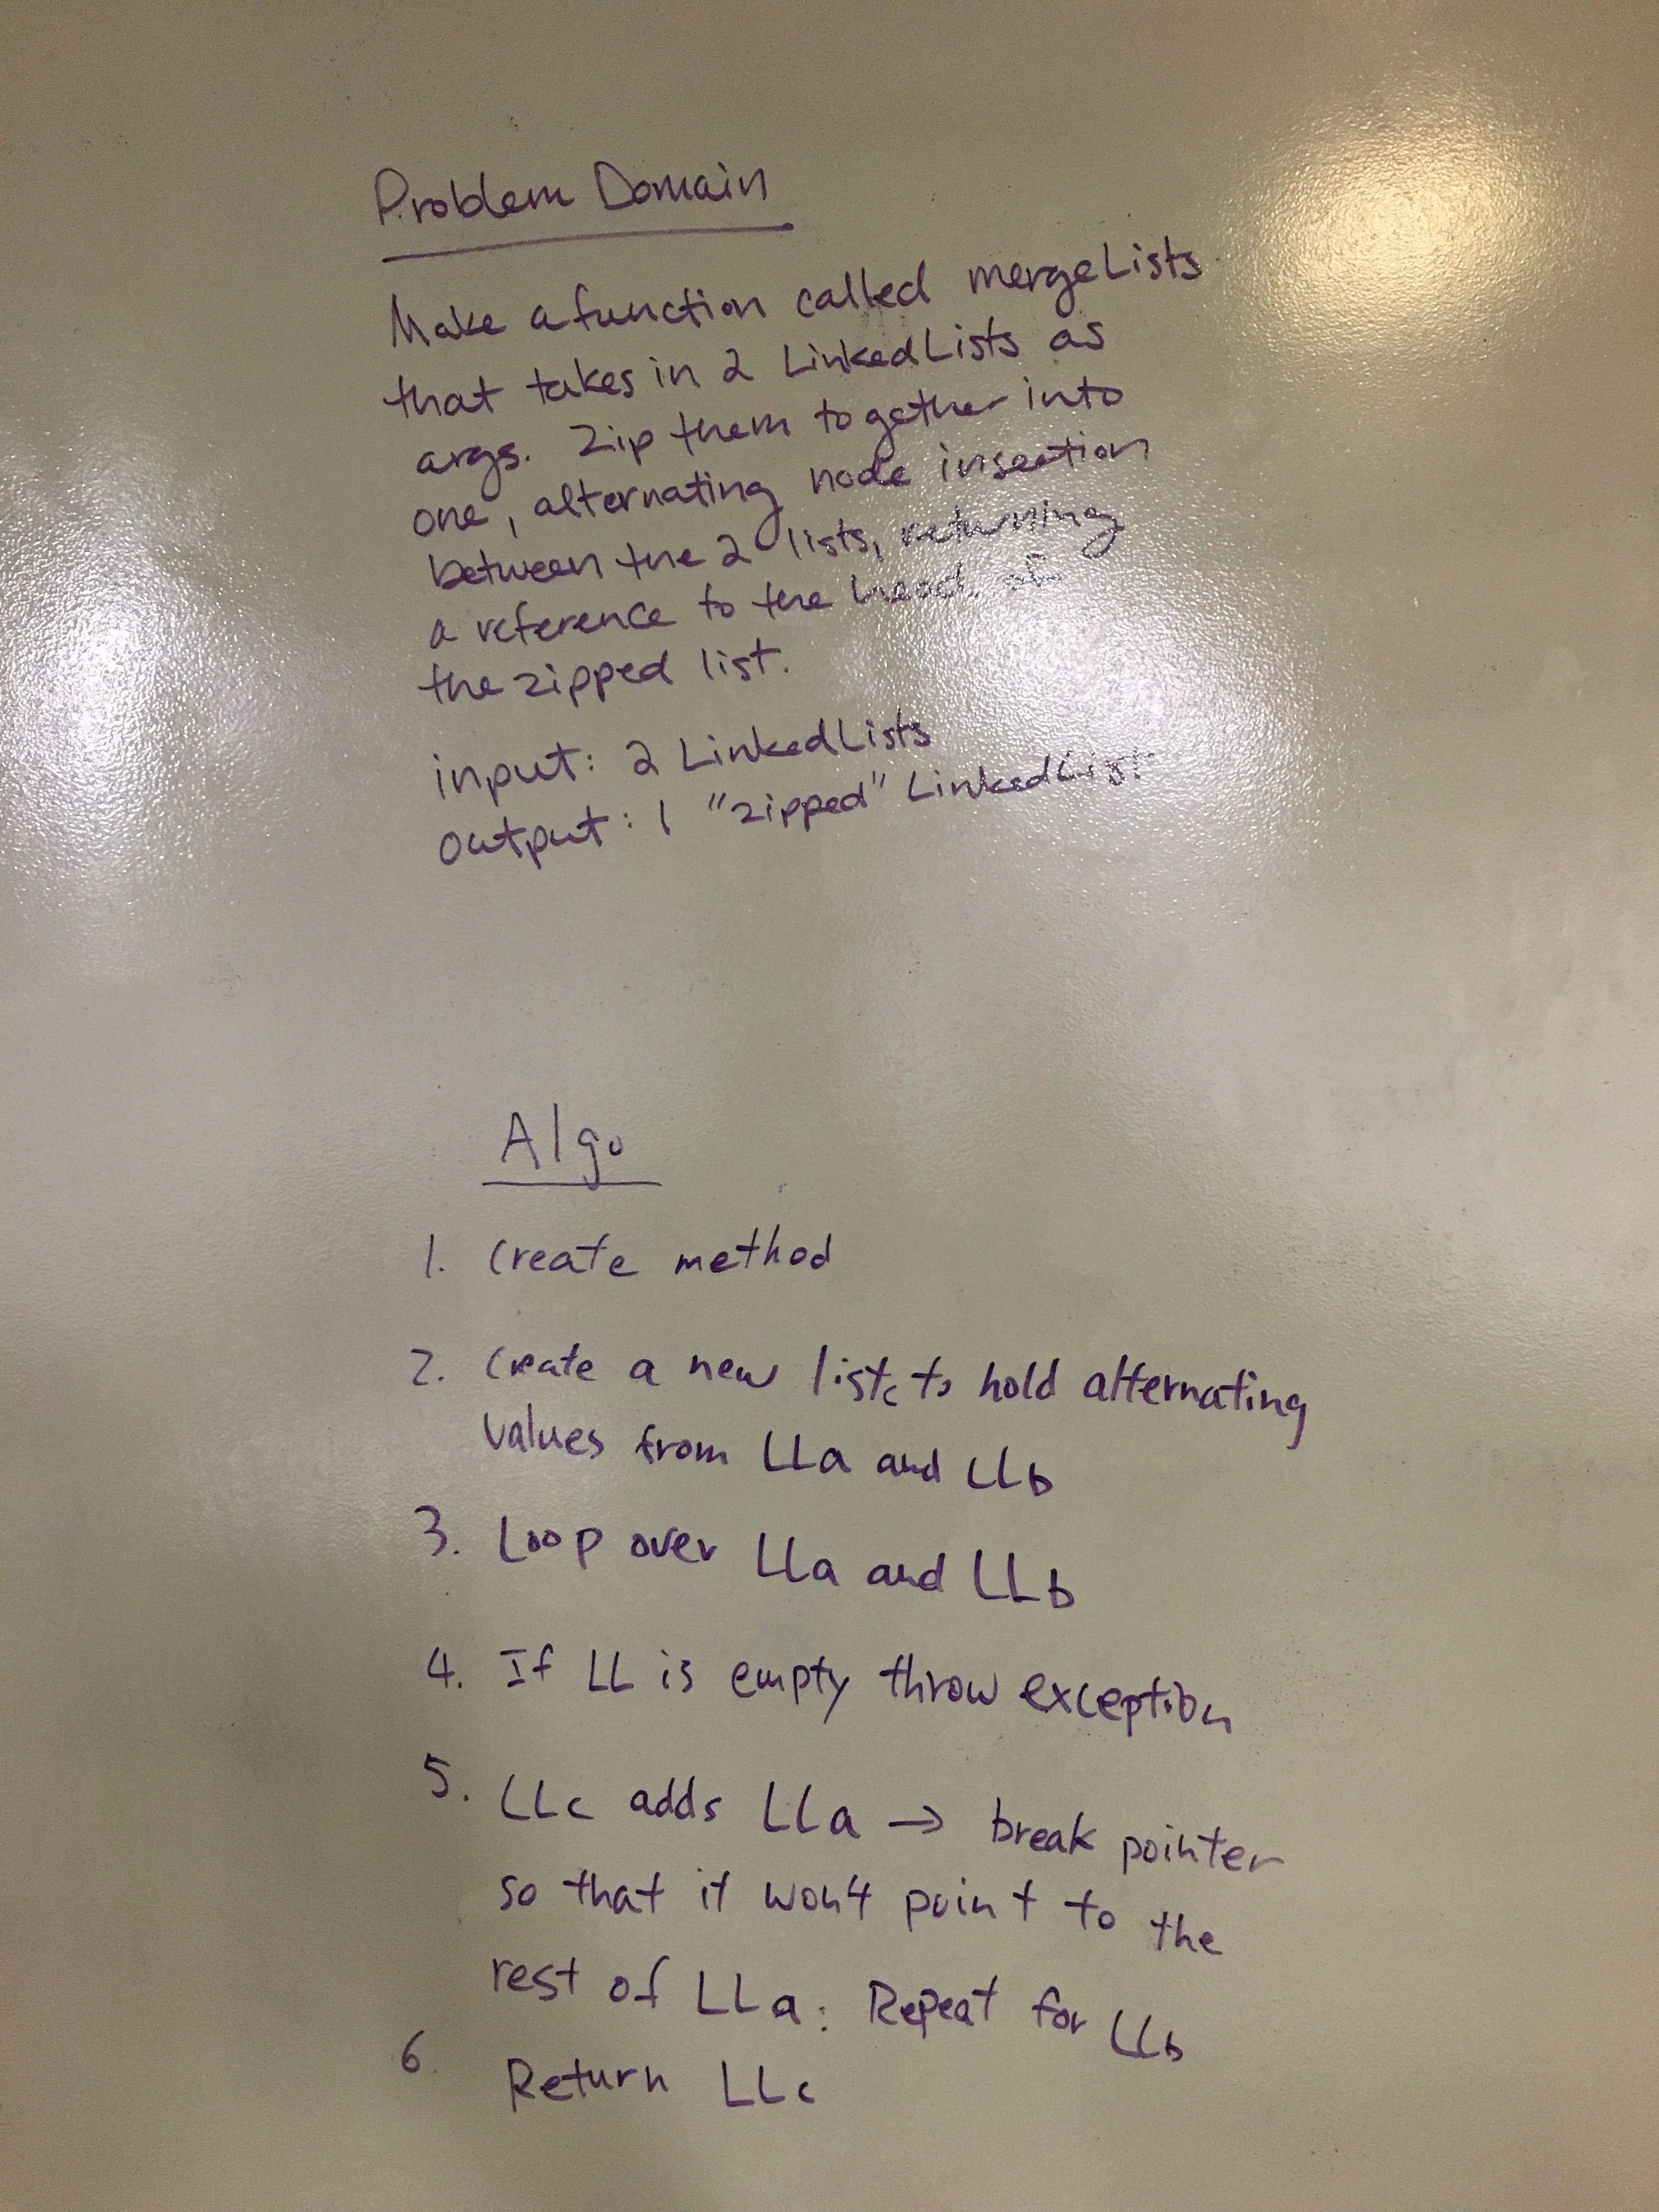 Problem Domain
Make a function called mergeLists
that takes in 2 LinkedLists as
args. Zip them together into
one, alternating node insertion
between the 2 lists, returning
a reference to the head of
the zipped list.
input: 2 LinkedLists
output: 1 "zipped" LinkedList
Algo
1. Create method
2. Create a new listc to hold alternating
values from LLa and LLb
3. Loop over LLa and LLb
4. If LL is empty throw exception
5. LLc adds LLa → break pointer
so that it won't point to the
rest of LLa. Repeat for LLb
6. Return LLc